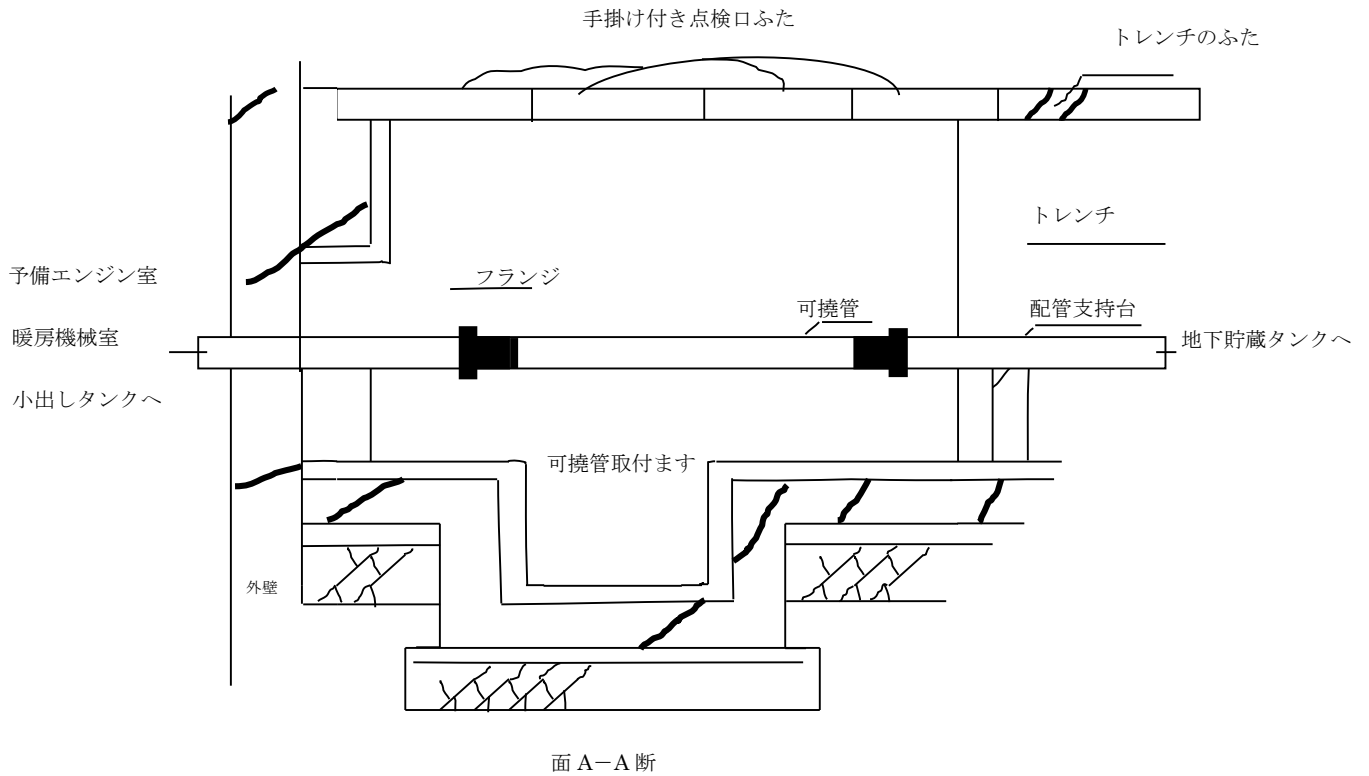 手掛け付き点検口ふた
トレンチのふた
トレンチ
予備エンジン室
フランジ
可撓管
配管支持台
暖房機械室
地下貯蔵タンクへ
小出しタンクへ
可撓管取付ます
外壁
面 A－A 断